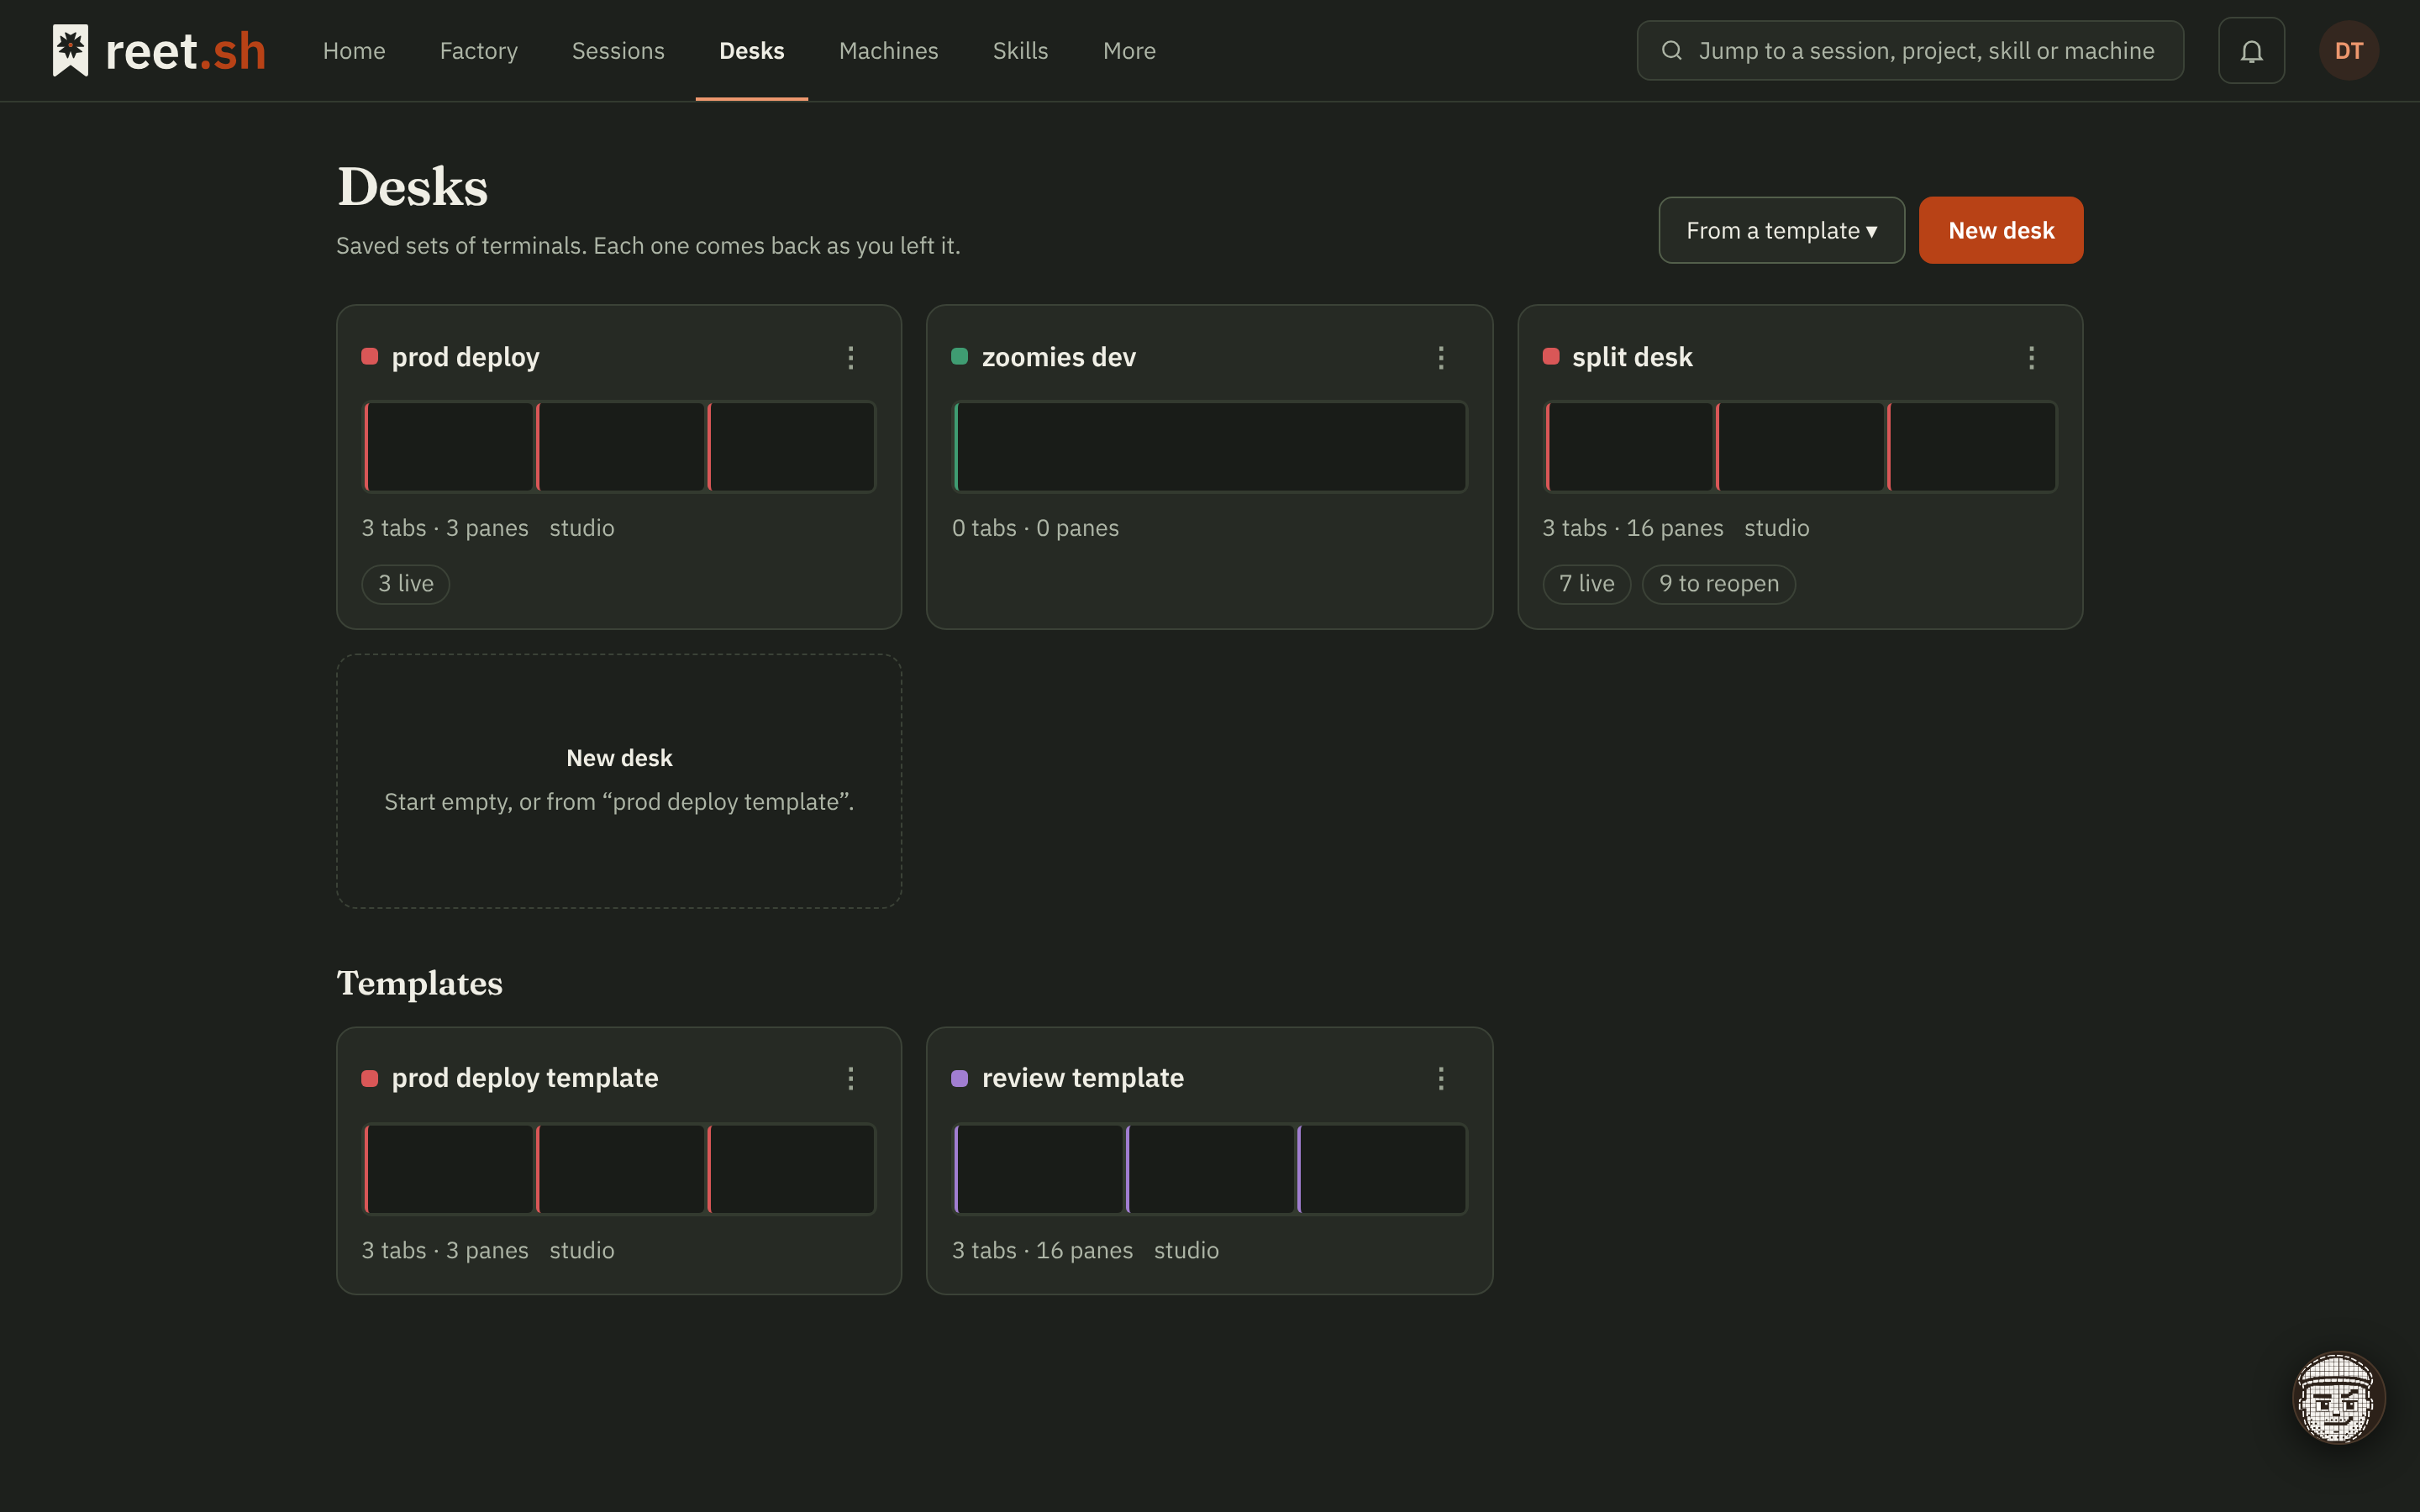 reet.sh
Home
Factory
Sessions
Desks
Machines
Skills
More
Jump to a session, project, skill or machine
DT
Desks
Saved sets of terminals. Each one comes back as you left it.
From a template ▾
New desk
prod deploy
3 tabs · 3 panes studio
3 live
zoomies dev
0 tabs · 0 panes
split desk
3 tabs · 16 panes studio
7 live
9 to reopen
New desk
Start empty, or from “prod deploy template”.
Templates
prod deploy template
3 tabs · 3 panes studio
review template
3 tabs · 16 panes studio